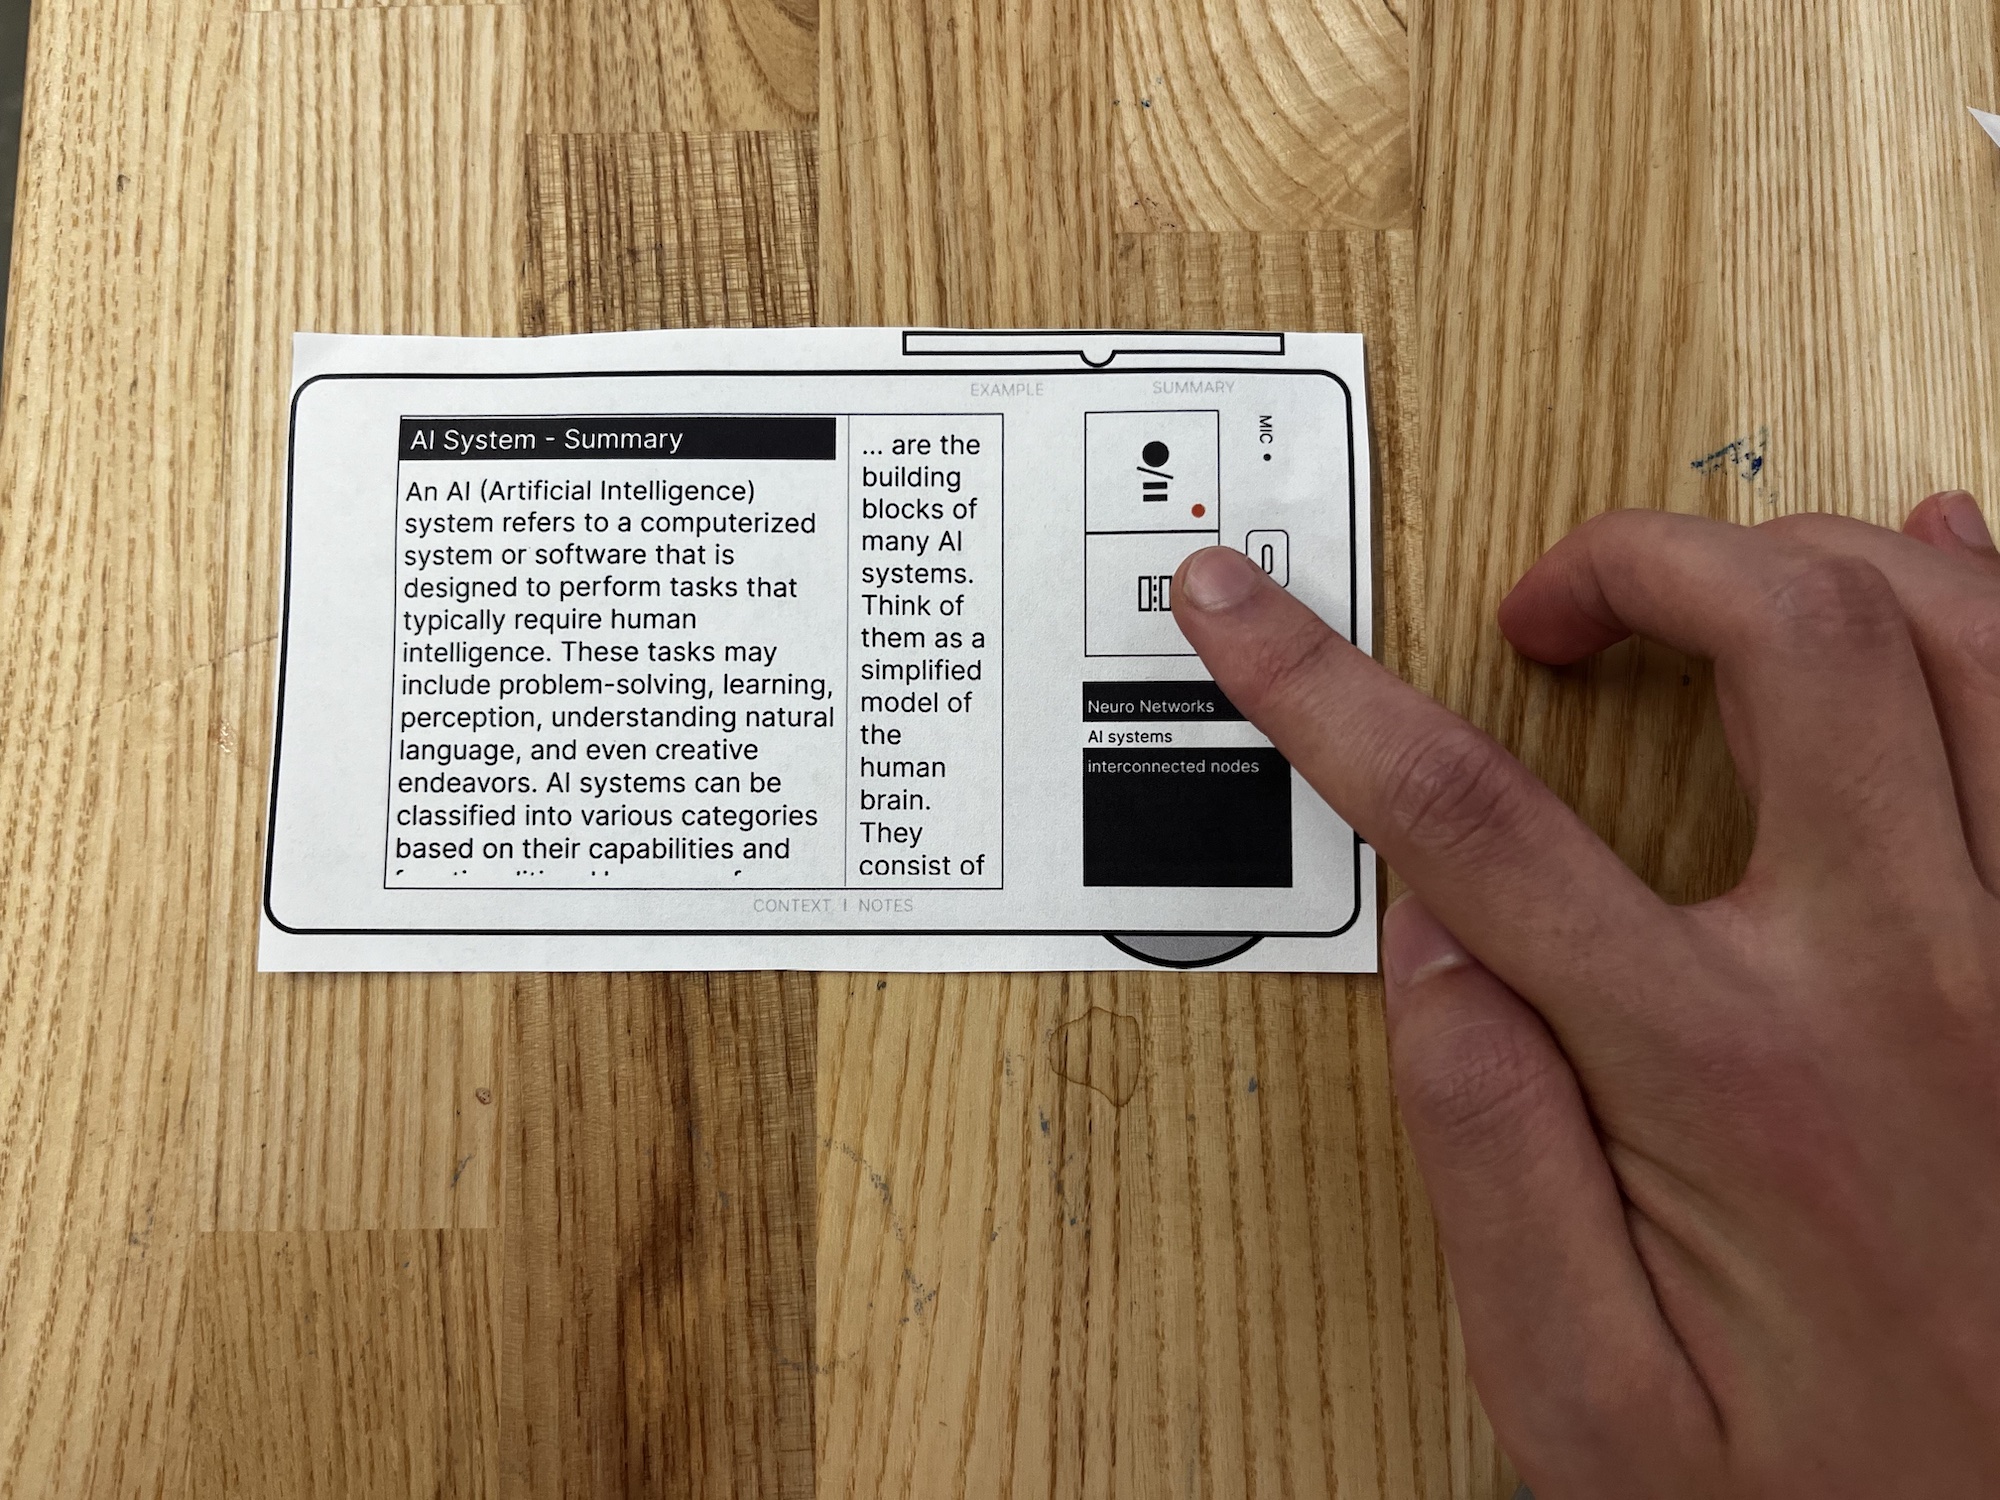 EXAMPLE
SUMMARY
AI System - Summary
An AI (Artificial Intelligence)
system refers to a computerized
system or software that is
designed to perform tasks that
typically require human
intelligence. These tasks may
include problem-solving, learning,
perception, understanding natural
language, and even creative
endeavors. AI systems can be
classified into various categories
based on their capabilities and
... are the
building
blocks of
many AI
systems.
Think of
them as a
simplified
model of
the
human
brain.
They
consist of
MIC
Neuro Networks
AI systems
interconnected nodes
CONTEXT | NOTES